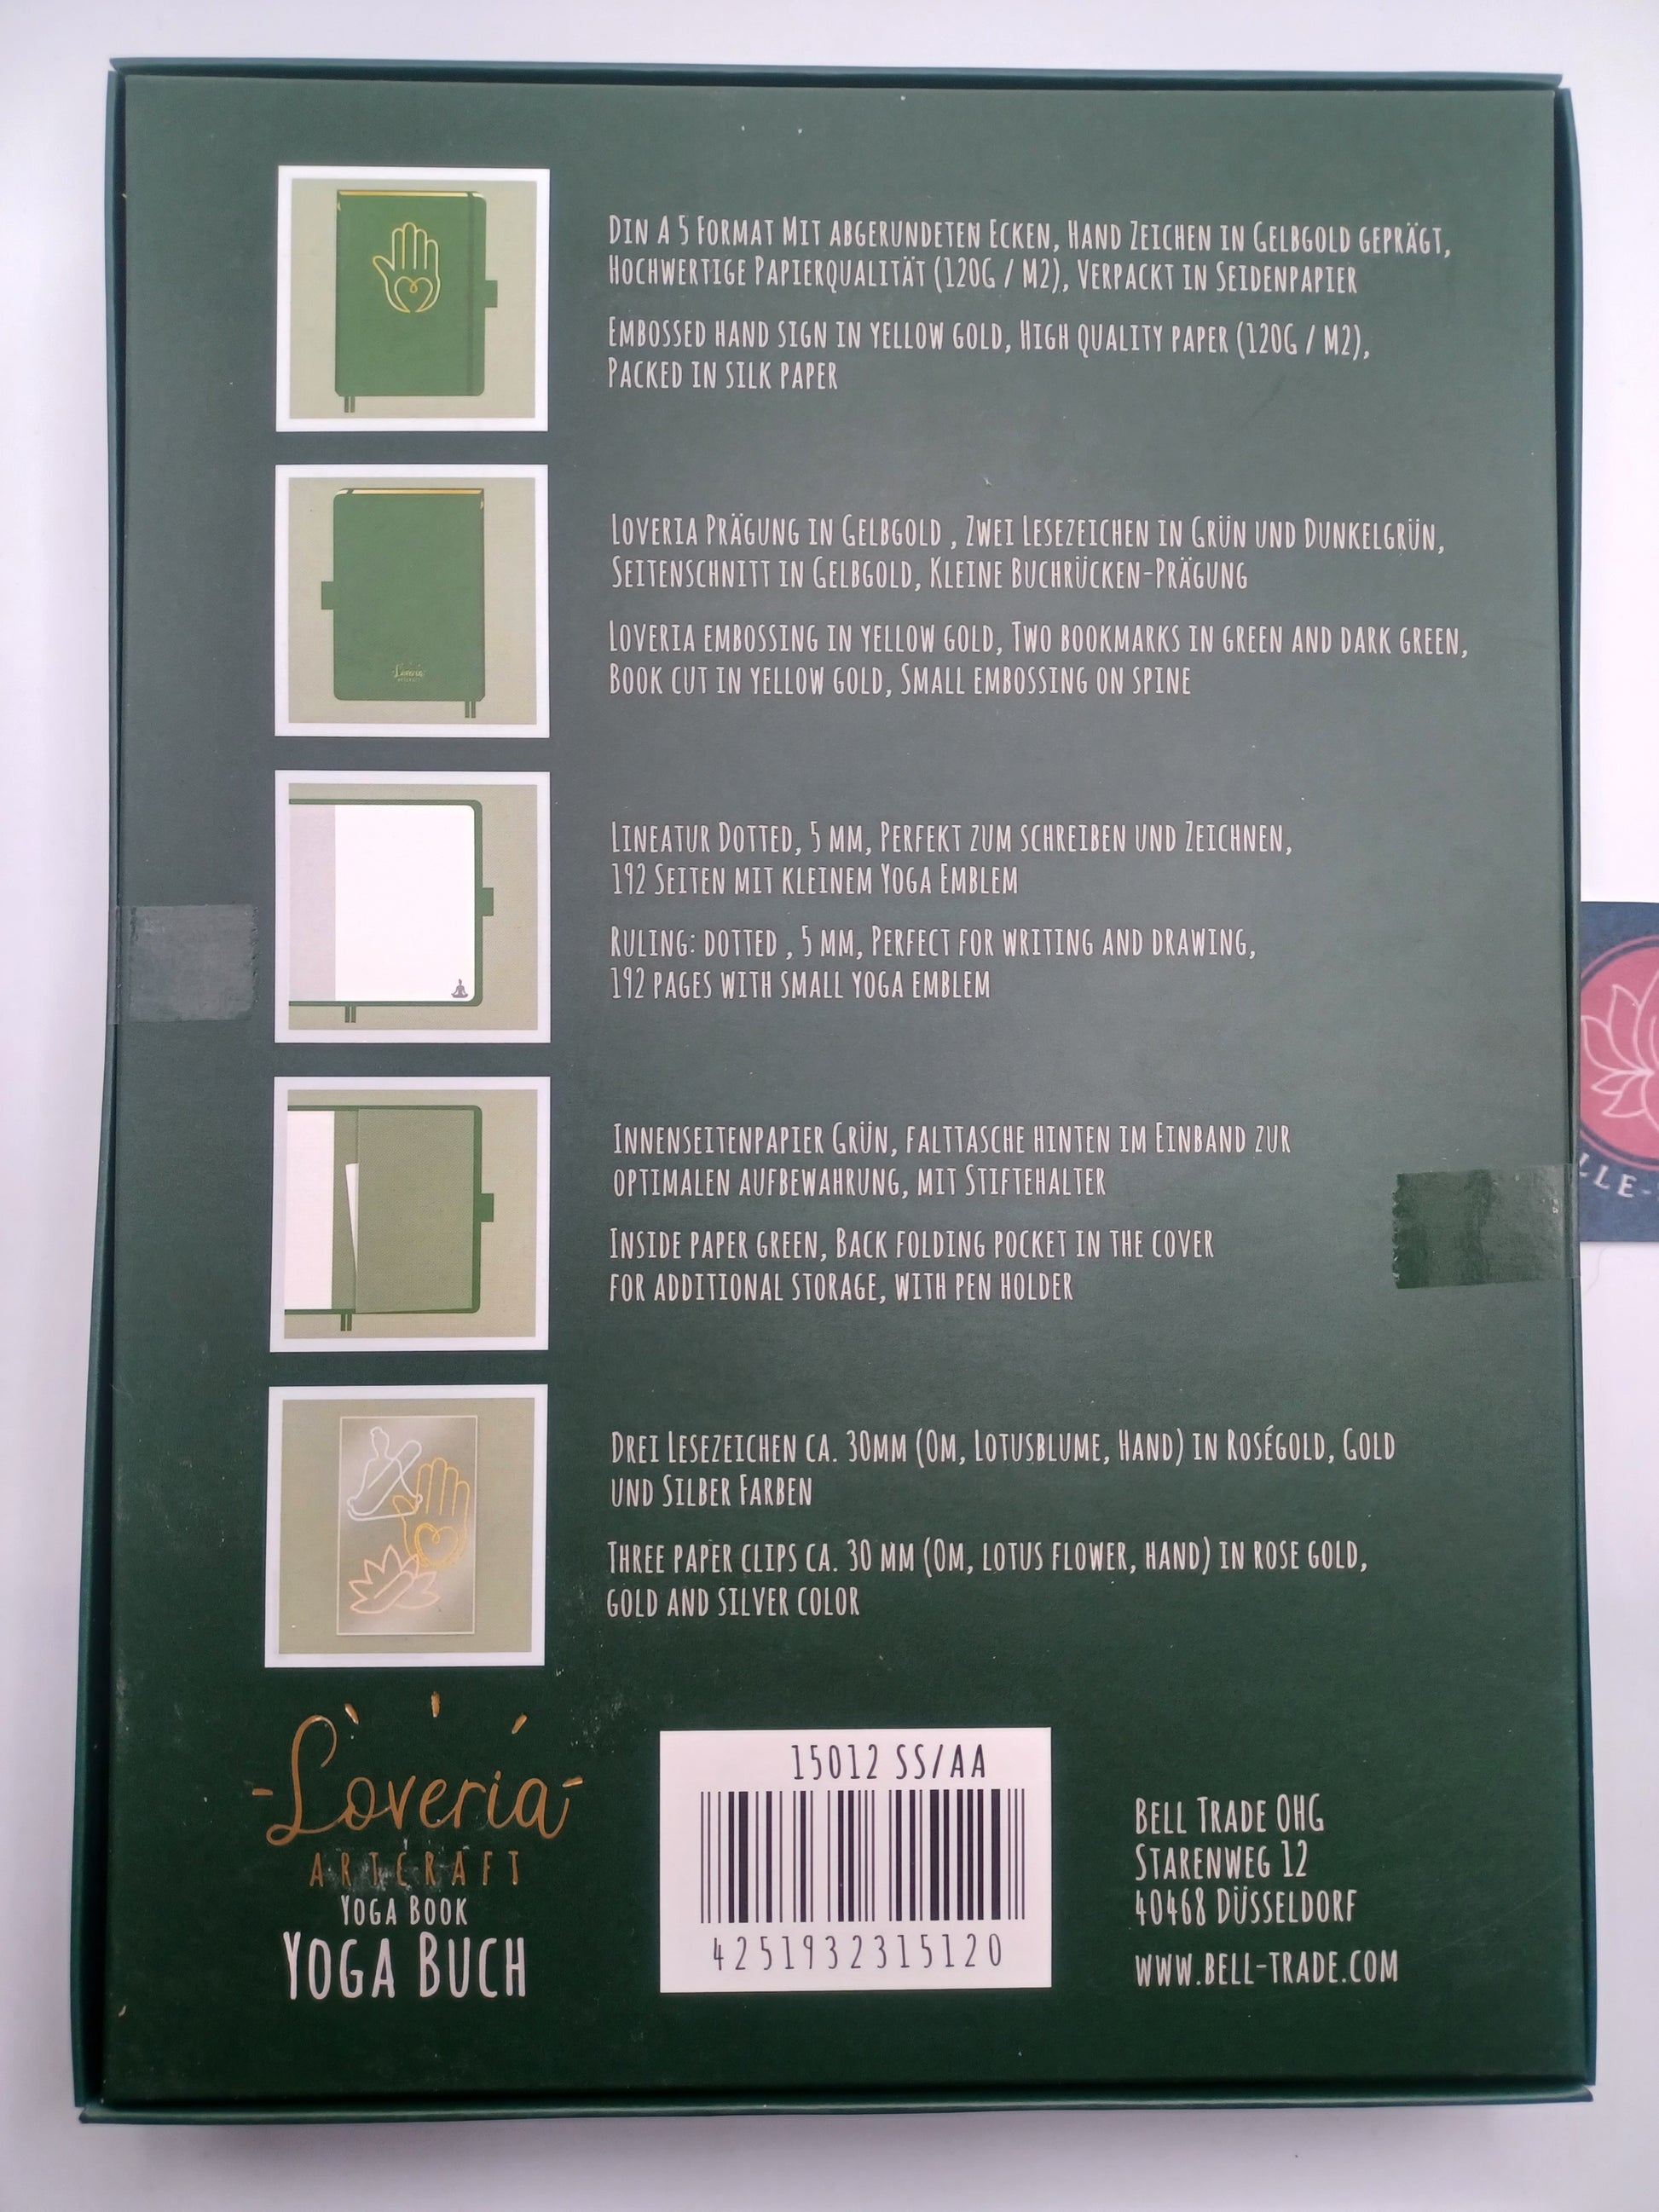 Din A 5 Format Mit abgerundeten Ecken, Hand Zeichen in Gelbgold geprägt,
Hochwertige Papierqualität (120g / m2), Verpackt in Seidenpapier
Embossed hand sign in yellow gold, High quality paper (120g / m2),
Packed in silk paper
Loveria Prägung in Gelbgold , Zwei Lesezeichen in Grün und Dunkelgrün,
Seitenschnitt in Gelbgold, Kleine Buchrücken-Prägung
Loveria embossing in yellow gold, Two bookmarks in green and dark green,
Book cut in yellow gold, Small embossing on spine
Lineatur Dotted, 5 mm, Perfekt zum schreiben und Zeichnen,
192 Seiten mit kleinem Yoga Emblem
Ruling: dotted , 5 mm, Perfect for writing and drawing,
192 pages with small yoga emblem
Innenseitenpapier Grün, falttasche hinten im Einband zur
optimalen aufbewahrung, mit Stiftehalter
Inside paper green, Back folding pocket in the cover
for additional storage, with pen holder
Drei Lesezeichen ca. 30mm (Om, Lotusblume, Hand) in Roségold, Gold
und Silber Farben
Three paper clips ca. 30 mm (Om, lotus flower, hand) in rose gold,
gold and silver color
Loveria
ARTCRAFT
Yoga Book
Yoga Buch
15012 SS/AA
4251932315120
Bell Trade OHG
Starenweg 12
40468 Düsseldorf
www.bell-trade.com